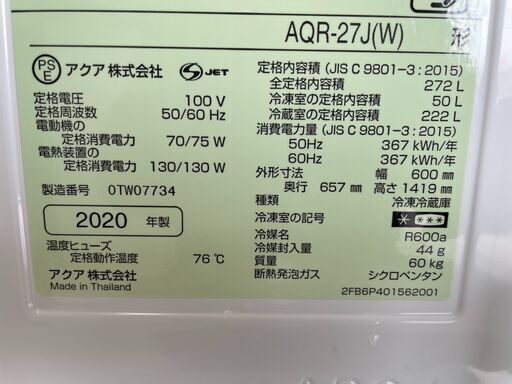 AQR-27J(W) 形
PS
E
アクア株式会社
S JET
定格電圧 100 V
定格周波数 50/60 Hz
電動機の
定格消費電力 70/75 W
電熱装置の
定格消費電力 130/130 W
製造番号 0TW07734
2020 年製
温度ヒューズ
定格動作温度 76℃
アクア株式会社
Made in Thailand
定格内容積 (JIS C 9801-3 : 2015)
全定格内容積 272 L
冷凍室の定格内容積 50 L
冷蔵室の定格内容積 222 L
消費電力量 (JIS C 9801-3 : 2015)
50Hz 367 kWh/年
60Hz 367 kWh/年
外形寸法 幅 600 mm
奥行 657 mm 高さ 1419 mm
種類 冷凍冷蔵庫
冷凍室の記号 * ***
冷媒名 R600a
冷媒封入量 44 g
質量 60 kg
断熱発泡ガス シクロペンタン
2FB6P401562001